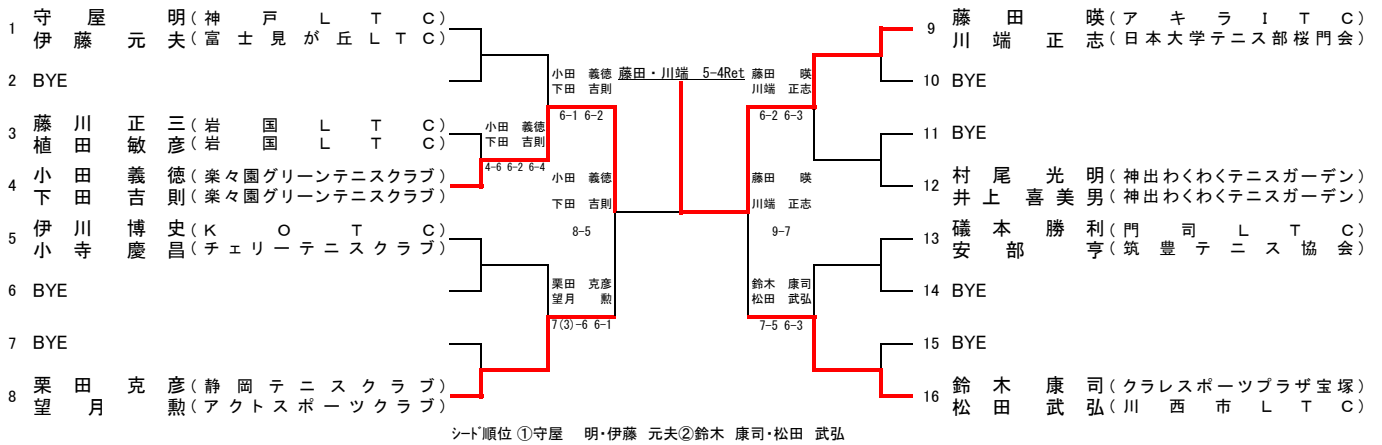 1 守屋 明(神戸LTC)
伊藤元夫(富士見が丘LTC)
2 BYE
3 藤川正三(岩国LTC)
植田敏彦(岩国LTC)
4 小田義徳(楽々園グリーンテニスクラブ)
下田吉則(楽々園グリーンテニスクラブ)
5 伊川博史(KOTC)
小寺慶昌(チェリーテニスクラブ)
6 BYE
7 BYE
8 栗田克彦(静岡テニスクラブ)
望月勲(アクトスポーツクラブ)
小田 義徳
下田 吉則
4-6 6-2 6-4
小田 義徳
下田 吉則
6-1 6-2
小田 義徳
下田 吉則
8-5
栗田 克彦
望月 勲
7(3)-6 6-1
藤田・川端 5-4Ret
藤田 暎
川端 正志
6-2 6-3
藤田 暎
川端 正志
9-7
鈴木 康司
松田 武弘
7-5 6-3
9 藤田暎(アキラITC)
川端正志(日本大学テニス部桜門会)
10 BYE
11 BYE
12 村尾光明(神出わくわくテニスガーデン)
井上喜美男(神出わくわくテニスガーデン)
13 礒本勝利(門司LTC)
安部亨(筑豊テニス協会)
14 BYE
15 BYE
16 鈴木康司(クラレスポーツプラザ宝塚)
松田武弘(川西市LTC)
シード順位 ①守屋 明・伊藤 元夫②鈴木 康司・松田 武弘